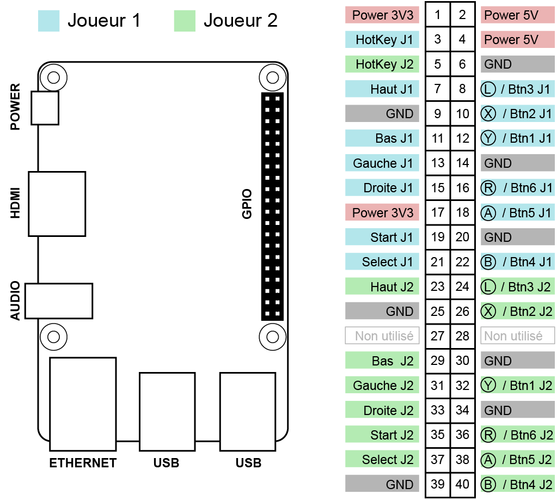 Joueur 1 Joueur 2
POWER
HDMI
AUDIO
GPIO
ETHERNET USB USB
Power 3V3 1 2 Power 5V
HotKey J1 3 4 Power 5V
HotKey J2 5 6 GND
Haut J1 7 8 L / Btn3 J1
GND 9 10 X / Btn2 J1
Bas J1 11 12 Y / Btn1 J1
Gauche J1 13 14 GND
Droite J1 15 16 R / Btn6 J1
Power 3V3 17 18 A / Btn5 J1
Start J1 19 20 GND
Select J1 21 22 B / Btn4 J1
Haut J2 23 24 L / Btn3 J2
GND 25 26 X / Btn2 J2
Non utilisé 27 28 Non utilisé
Bas J2 29 30 GND
Gauche J2 31 32 Y / Btn1 J2
Droite J2 33 34 GND
Start J2 35 36 R / Btn6 J2
Select J2 37 38 A / Btn5 J2
GND 39 40 B / Btn4 J2